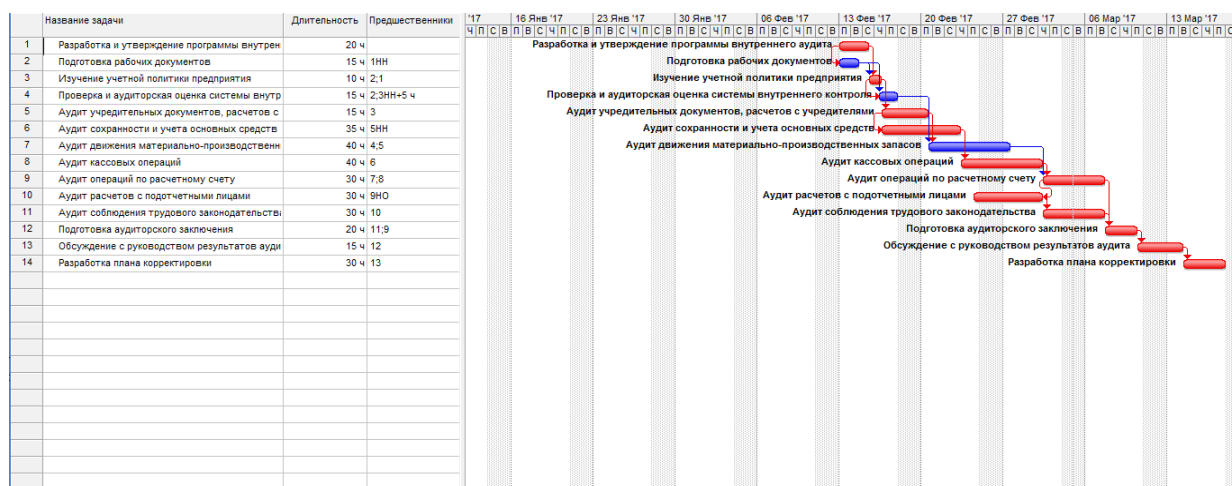 Название задачи Длительность Предшественники '17 16 Янв '17 23 Янв '17 30 Янв '17 06 Фев '17 13 Фев '17 20 Фев '17 27 Фев '17 06 Мар '17 13 Мар '17
Ч П С В П В С Ч П С В П В С Ч П С В П В С Ч П С В П В С Ч П С В П В С Ч П С В П В С Ч П С В П В С Ч П С В П В С Ч П С В П В С Ч П
1 Разработка и утверждение программы внутрен 20 ч Разработка и утверждение программы внутреннего аудита
2 Подготовка рабочих документов 15 ч 1НН Подготовка рабочих документов
3 Изучение учетной политики предприятия 10 ч 2;1 Изучение учетной политики предприятия
4 Проверка и аудиторская оценка системы внутр 15 ч 2;3НН+5 ч Проверка и аудиторская оценка системы внутреннего контроля
5 Аудит учредительных документов, расчетов с 15 ч 3 Аудит учредительных документов, расчетов с учредителями
6 Аудит сохранности и учета основных средств 35 ч 5НН Аудит сохранности и учета основных средств
7 Аудит движения материально-производственн 40 ч 4;5 Аудит движения материально-производственных запасов
8 Аудит кассовых операций 40 ч 6 Аудит кассовых операций
9 Аудит операций по расчетному счету 30 ч 7;8 Аудит операций по расчетному счету
10 Аудит расчетов с подотчетными лицами 30 ч 9НО Аудит расчетов с подотчетными лицами
11 Аудит соблюдения трудового законодательства 30 ч 10 Аудит соблюдения трудового законодательства
12 Подготовка аудиторского заключения 20 ч 11;9 Подготовка аудиторского заключения
13 Обсуждение с руководством результатов ауди 15 ч 12 Обсуждение с руководством результатов аудита
14 Разработка плана корректировки 30 ч 13 Разработка плана корректировки